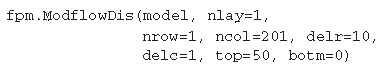 fpm.ModflowDis(model, nlay=1,
nrow=1, ncol=201, delr=10,
delc=1, top=50, botm=0)